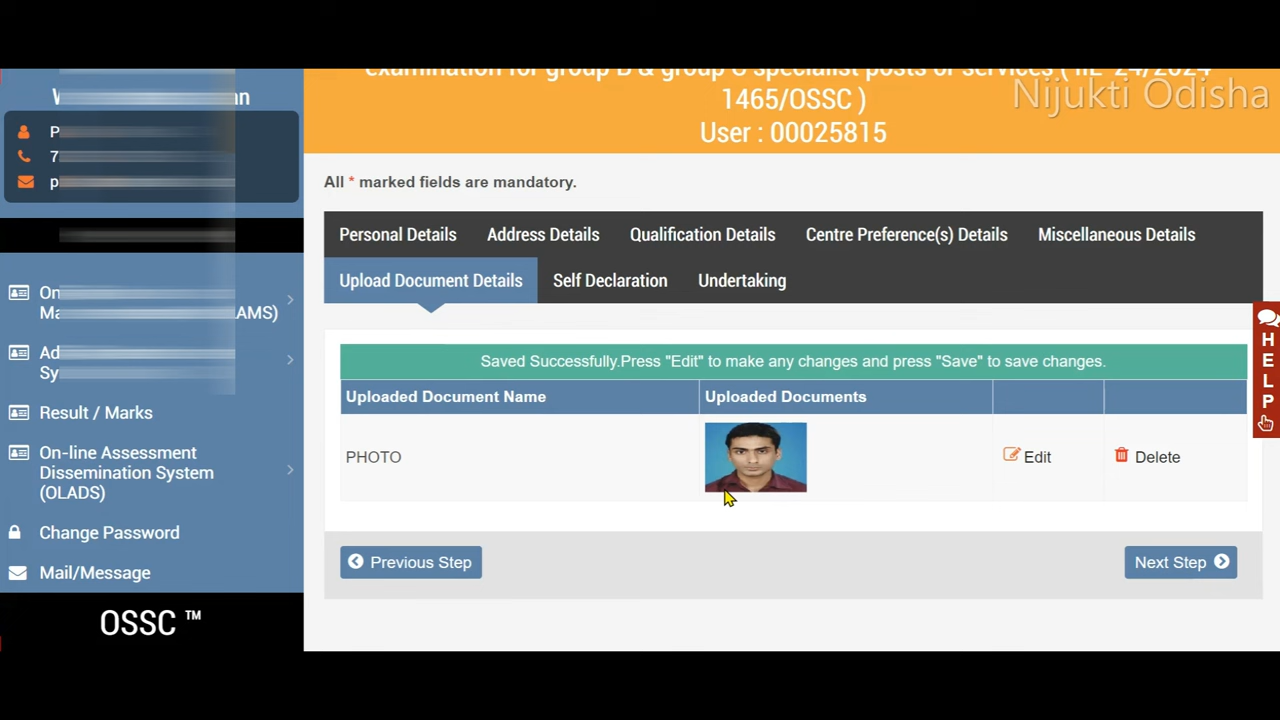 examination for group B & group C specialist posts or services ( IIE-24/2024-
1465/OSSC )
User : 00025815
Nijukti Odisha
All * marked fields are mandatory.
Personal Details
Address Details
Qualification Details
Centre Preference(s) Details
Miscellaneous Details
Upload Document Details
Self Declaration
Undertaking
Saved Successfully.Press "Edit" to make any changes and press "Save" to save changes.
Uploaded Document Name
Uploaded Documents
PHOTO
Edit
Delete
Previous Step
Next Step
HELP
AMS)
Result / Marks
On-line Assessment
Dissemination System
(OLADS)
Change Password
Mail/Message
OSSC ™